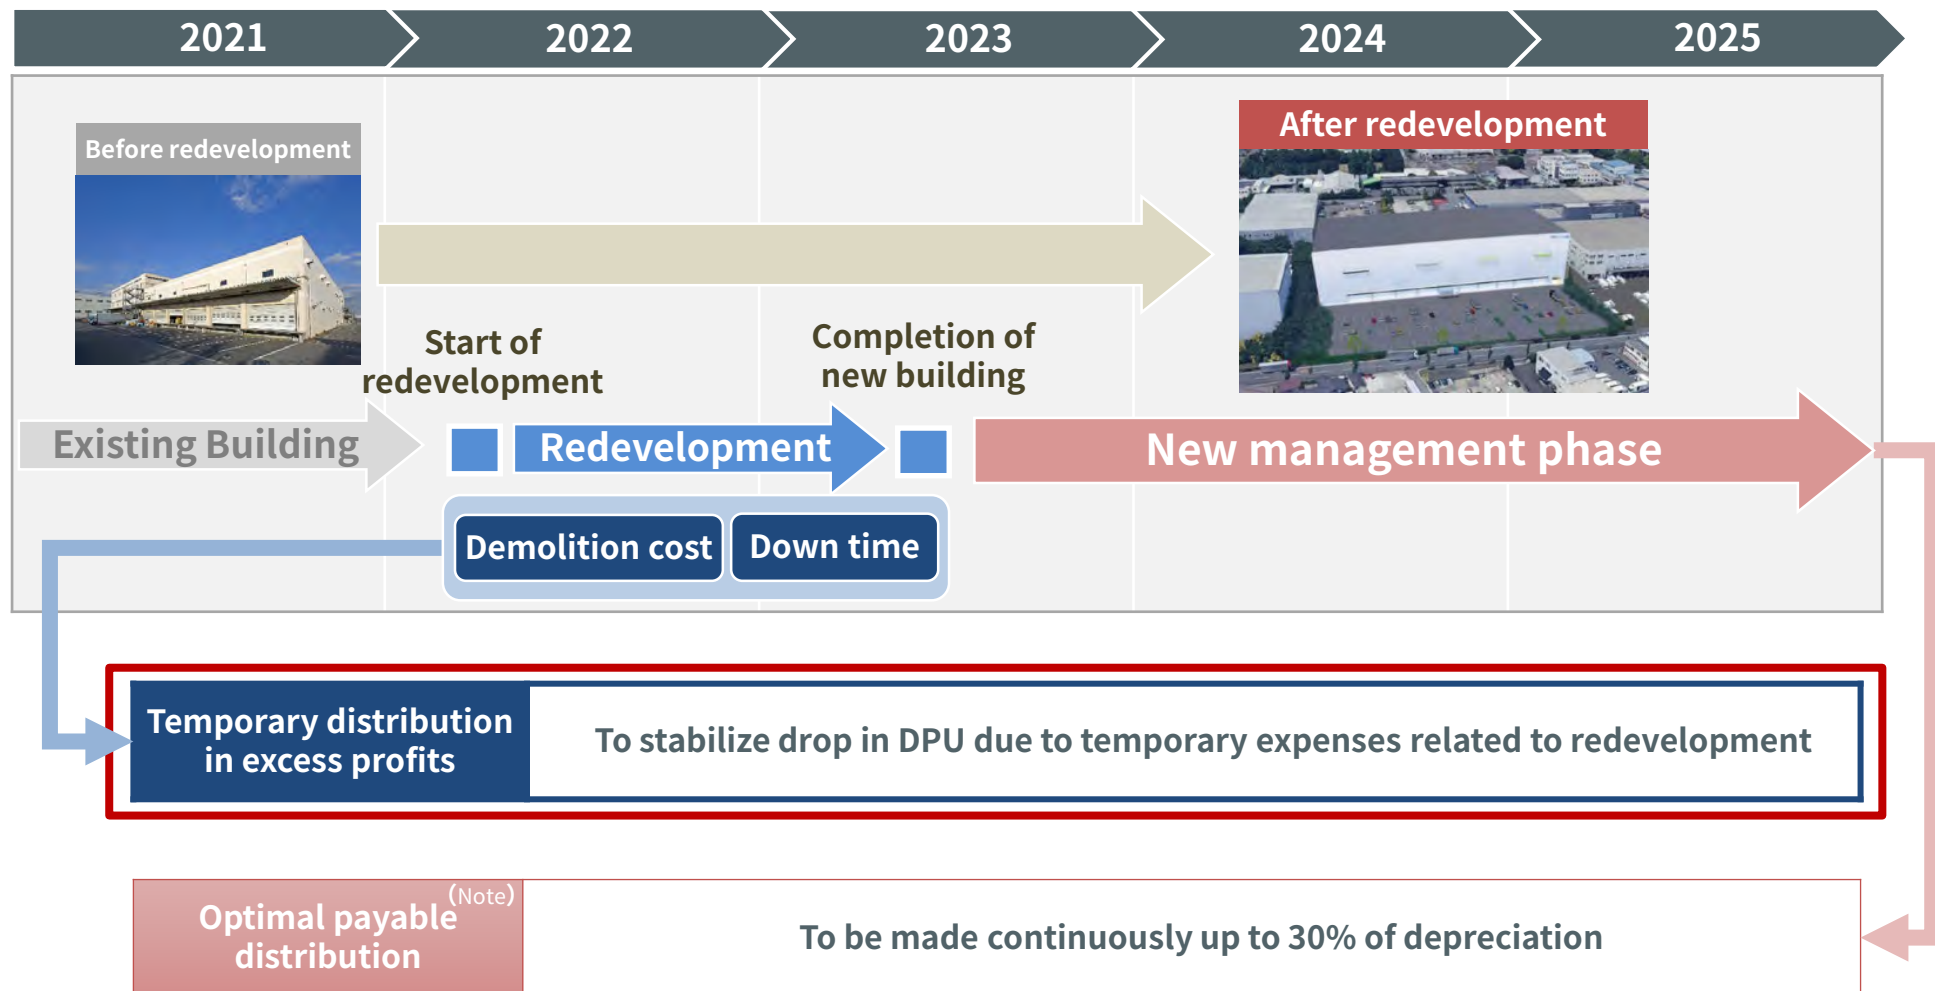 2021
2022
2023
2024
2025
Before redevelopment
After redevelopment
Start of
redevelopment
Completion of
new building
Existing Building
Redevelopment
New management phase
Demolition cost
Down time
Temporary distribution
in excess profits
To stabilize drop in DPU due to temporary expenses related to redevelopment
Optimal payable (Note)
distribution
To be made continuously up to 30% of depreciation